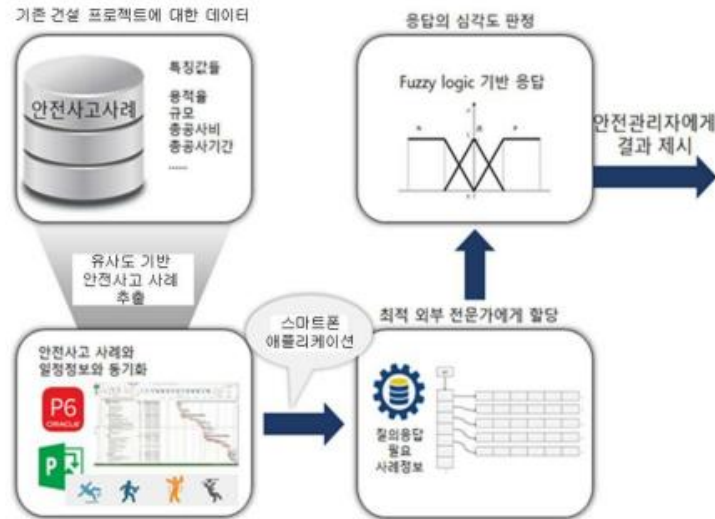 기존 건설 프로젝트에 대한 데이터
안전사고사례
특징값들
용적율
규모
총공사비
총공사기간
......
유사도 기반
안전사고 사례
추출
안전사고 사례와
일정정보와 동기화
P6
ORACLE
P
스마트폰
애플리케이션
최적 외부 전문가에게 할당
질의응답
필요
사례정보
응답의 심각도 판정
Fuzzy logic 기반 응답
N
P
안전관리자에게
결과 제시